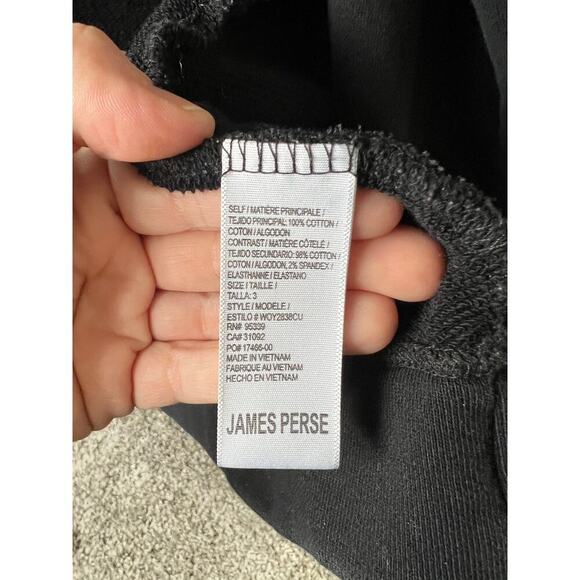 SELF / MATIÈRE PRINCIPALE /
TEJIDO PRINCIPAL: 100% COTTON /
COTON / ALGODON
CONTRAST / MATIÈRE CÔTELÉ /
TEJIDO SECUNDARIO: 98% COTTON /
COTON / ALGODON, 2% SPANDEX /
ELASTHANNE / ELASTANO
SIZE / TAILLE /
TALLA: 3
STYLE / MODELE /
ESTILO # WOY2838CU
RN# 95339
CA# 31092
PO# 17466-00
MADE IN VIETNAM
FABRIQUE AU VIETNAM
HECHO EN VIETNAM
JAMES PERSE